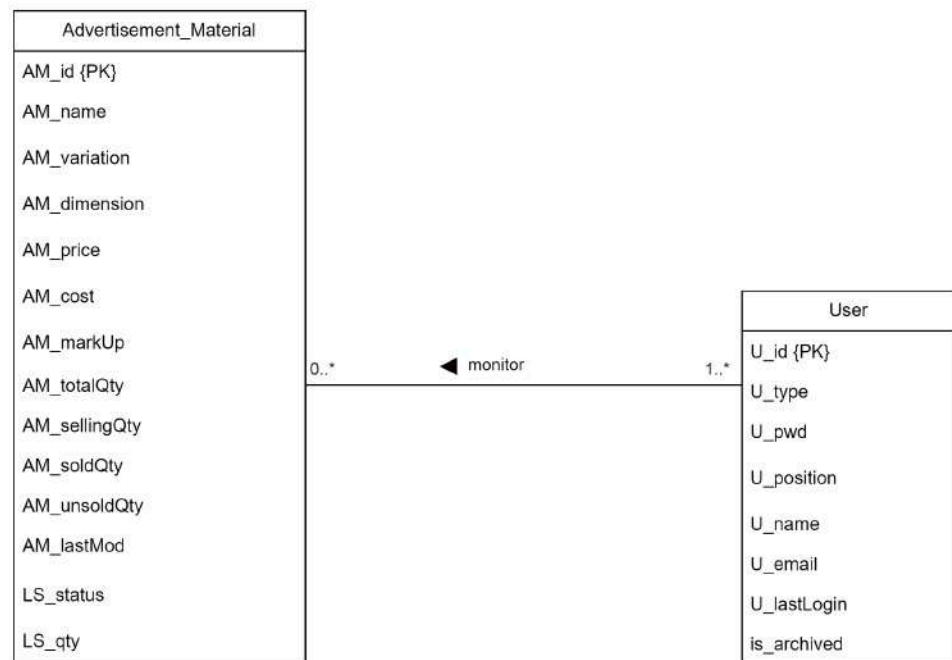 Advertisement_Material
AM_id {PK}
AM_name
AM_variation
AM_dimension
AM_price
AM_cost
AM_markUp
AM_totalQty
AM_sellingQty
AM_soldQty
AM_unsoldQty
AM_lastMod
LS_status
LS_qty
0..*
monitor
1..*
User
U_id {PK}
U_type
U_pwd
U_position
U_name
U_email
U_lastLogin
is_archived